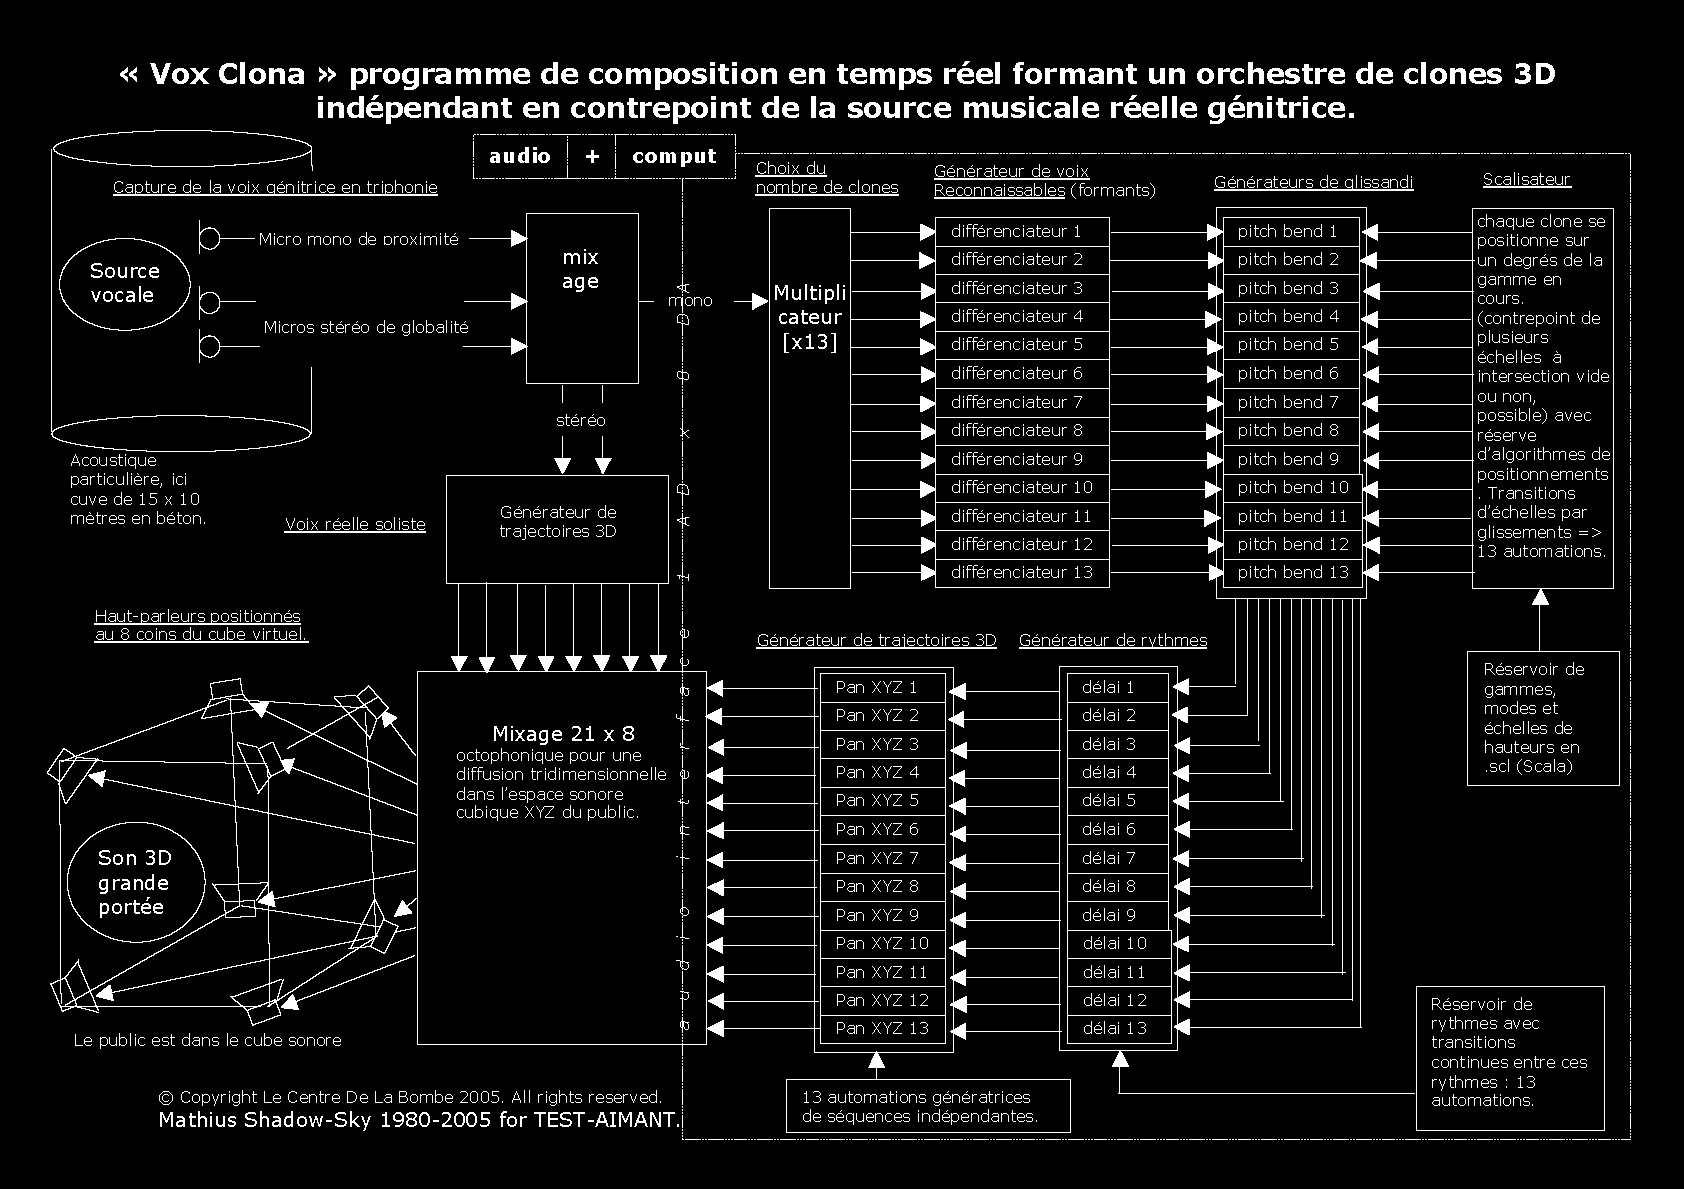 « Vox Clona » programme de composition en temps réel formant un orchestre de clones 3D
indépendant en contrepoint de la source musicale réelle génitrice.
audio + comput
Capture de la voix génitrice en triphonie
Source
vocale
Micro mono de proximité
Micros stéréo de globalité
mix
age
mono
stéréo
Acoustique
particulière, ici
cuve de 15 x 10
mètres en béton.
Voix réelle soliste
Générateur de
trajectoires 3D
Choix du
nombre de clones
Multipli
cateur
[x13]
Générateur de voix
Reconnaissables (formants)
différenciateur 1
différenciateur 2
différenciateur 3
différenciateur 4
différenciateur 5
différenciateur 6
différenciateur 7
différenciateur 8
différenciateur 9
différenciateur 10
différenciateur 11
différenciateur 12
différenciateur 13
Générateurs de glissandi
pitch bend 1
pitch bend 2
pitch bend 3
pitch bend 4
pitch bend 5
pitch bend 6
pitch bend 7
pitch bend 8
pitch bend 9
pitch bend 10
pitch bend 11
pitch bend 12
pitch bend 13
Scalisateur
chaque clone se
positionne sur
un degrés de la
gamme en
cours.
(contrepoint de
plusieurs
échelles à
intersection vide
ou non,
possible) avec
réserve
d'algorithmes de
positionnements
. Transitions
d'échelles par
glissements =>
13 automations.
Réservoir de
gammes,
modes et
échelles de
hauteurs en
.scl (Scala)
audio interface 1 AD x 8 DA
Haut-parleurs positionnés
au 8 coins du cube virtuel.
Son 3D
grande
portée
Le public est dans le cube sonore
Mixage 21 x 8
octophonique pour une
diffusion tridimensionnelle
dans l'espace sonore
cubique XYZ du public.
Générateur de trajectoires 3D
Pan XYZ 1
Pan XYZ 2
Pan XYZ 3
Pan XYZ 4
Pan XYZ 5
Pan XYZ 6
Pan XYZ 7
Pan XYZ 8
Pan XYZ 9
Pan XYZ 10
Pan XYZ 11
Pan XYZ 12
Pan XYZ 13
Générateur de rythmes
délai 1
délai 2
délai 3
délai 4
délai 5
délai 6
délai 7
délai 8
délai 9
délai 10
délai 11
délai 12
délai 13
13 automations génératrices
de séquences indépendantes.
Réservoir de
rythmes avec
transitions
continues entre ces
rythmes : 13
automations.
© Copyright Le Centre De La Bombe 2005. All rights reserved.
Mathius Shadow-Sky 1980-2005 for TEST-AIMANT.